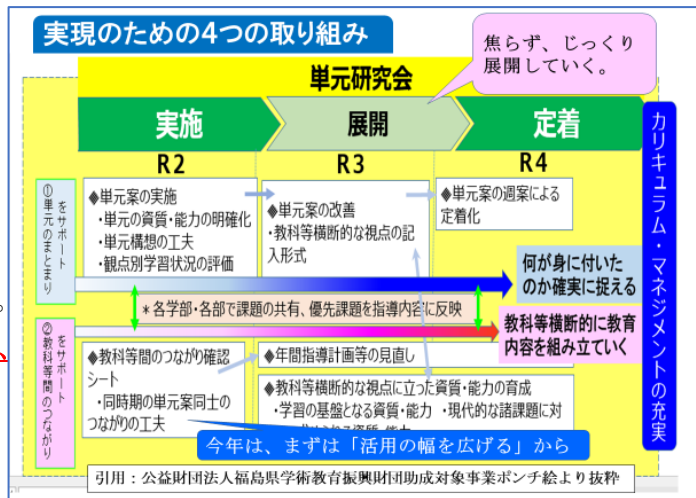 実現のための4つの取り組み
焦らず、じっくり
展開していく。
単元研究会
実施
展開
定着
R2
R3
R4
①単元のまとまり
をサポート
◆単元案の実施
・単元の資質・能力の明確化
・単元構想の工夫
・観点別学習状況の評価
◆単元案の改善
・教科等横断的な視点の記
入形式
◆単元案の週案による
定着化
何が身に付いた
のか確実に捉える
＊各学部・各部で課題の共有、優先課題を指導内容に反映
教科等横断的に教育
内容を組み立ていく
②教科等間のつながり
をサポート
◆教科等間のつながり確認
シート
・同時期の単元案同士の
つながりの工夫
◆年間指導計画等の見直し
◆教科等横断的な視点に立った資質・能力の育成
・学習の基盤となる資質・能力 ・現代的な諸課題に対
今年は、まずは「活用の幅を広げる」から
カリキュラム・マネジメントの充実
引用：公益財団法人福島県学術教育振興財団助成対象事業ポンチ絵より抜粋